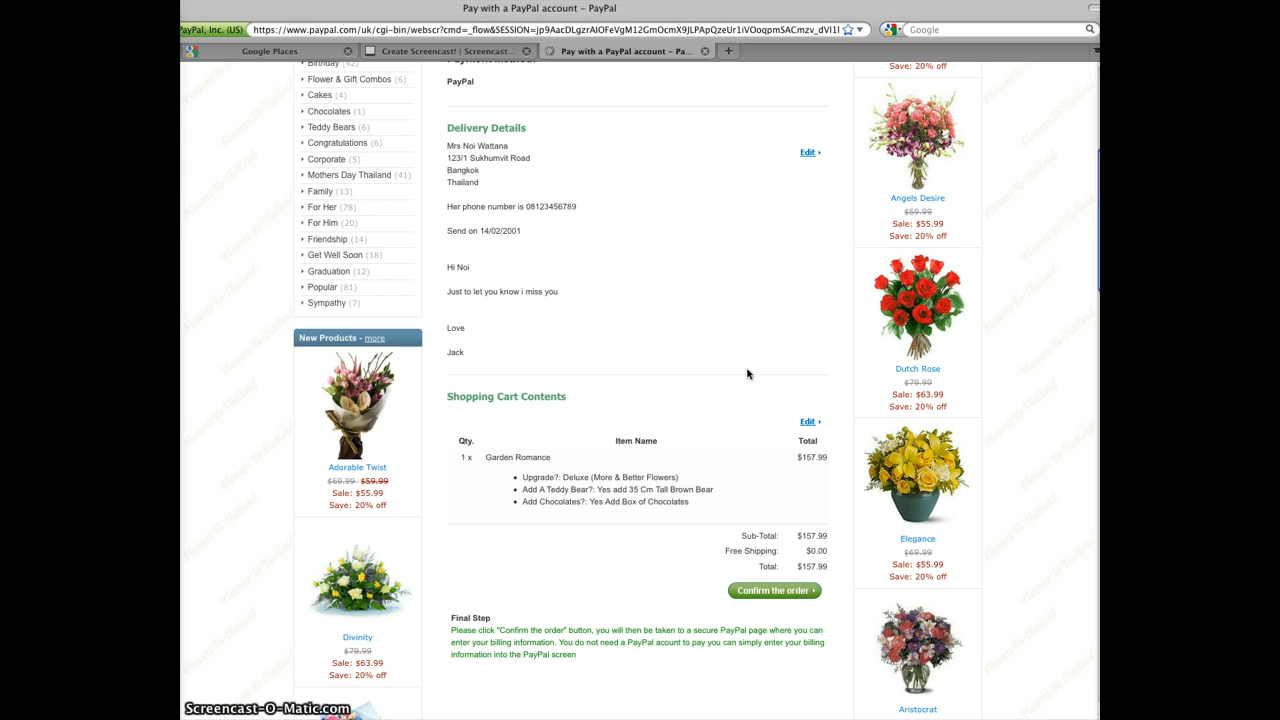 Pay with a PayPal account – PayPal
PayPal, Inc. (US)
Google
Google Places
Create Screencast! | Screencast...
Pay with a PayPal account - Pa...
Birthday (42)
Flower & Gift Combos (6)
Cakes (4)
Chocolates (1)
Teddy Bears (6)
Congratulations (6)
Corporate (5)
Mothers Day Thailand (41)
Family (13)
For Her (78)
For Him (20)
Friendship (14)
Get Well Soon (18)
Graduation (12)
Popular (81)
Sympathy (7)
New Products - more
Adorable Twist
$69.99 $59.99
Sale: $55.99
Save: 20% off
Divinity
$79.99
Sale: $63.99
Save: 20% off
PayPal
Delivery Details
Edit
Mrs Noi Wattana
123/1 Sukhumvit Road
Bangkok
Thailand
Her phone number is 08123456789
Send on 14/02/2001
Hi Noi
Just to let you know i miss you
Love
Jack
Shopping Cart Contents
Edit
Qty. Item Name Total
1 x Garden Romance $157.99
Upgrade?: Deluxe (More & Better Flowers)
Add A Teddy Bear?: Yes add 35 Cm Tall Brown Bear
Add Chocolates?: Yes Add Box of Chocolates
Sub-Total: $157.99
Free Shipping: $0.00
Total: $157.99
Confirm the order
Final Step
Please click "Confirm the order" button, you will then be taken to a secure PayPal page where you can
enter your billing information. You do not need a PayPal acount to pay you can simply enter your billing
information into the PayPal screen
Save: 20% off
Angels Desire
$69.99
Sale: $55.99
Save: 20% off
Dutch Rose
$79.99
Sale: $63.99
Save: 20% off
Elegance
$69.99
Sale: $55.99
Save: 20% off
Aristocrat
Screencast-O-Matic.com